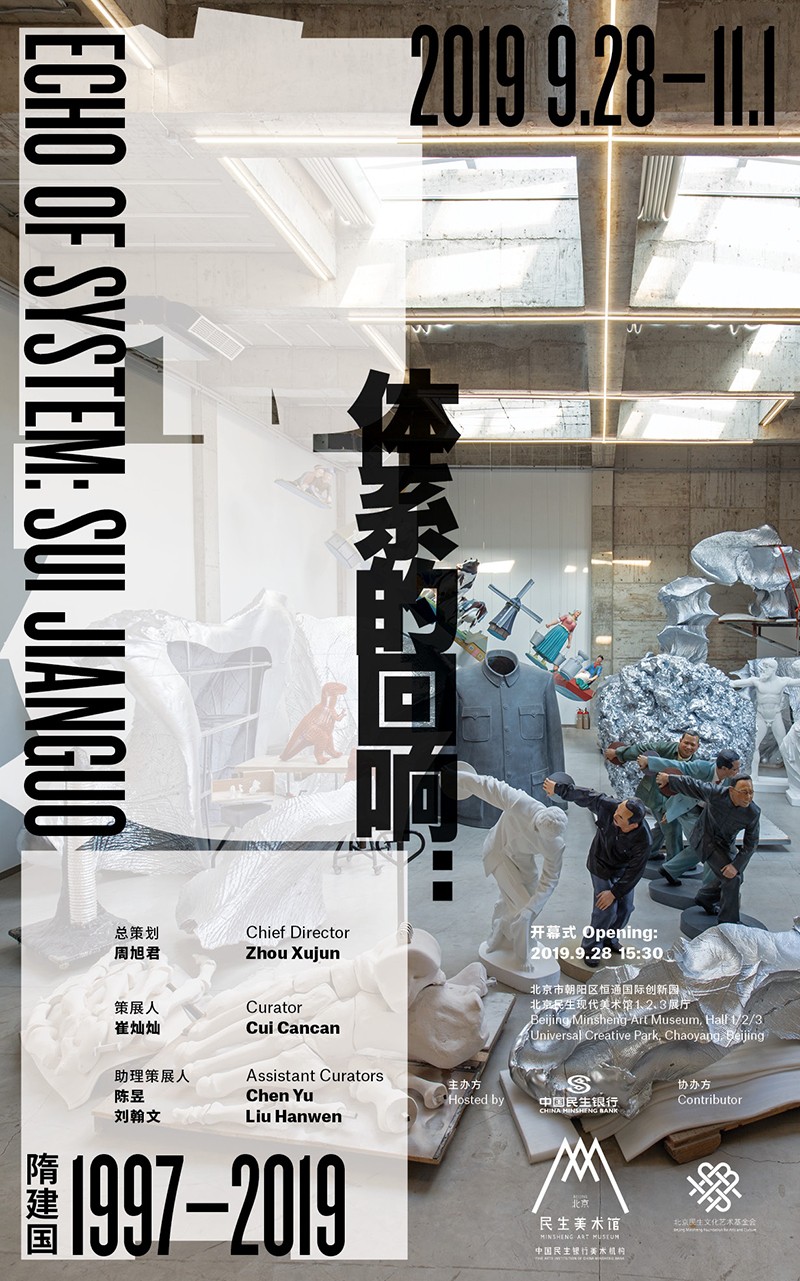 2019 9.28—11.1
ECHO OF SYSTEM: SUI JIANGUO
体系的回响：
总策划
周旭君
Chief Director
Zhou Xujun
策展人
崔灿灿
Curator
Cui Cancan
助理策展人
陈昱
刘翰文
Assistant Curators
Chen Yu
Liu Hanwen
隋建国
1997—2019
开幕式 Opening:
2019.9.28 15:30
北京市朝阳区恒通国际创新园
北京民生现代美术馆1、2、3展厅
Beijing Minsheng Art Museum, Hall 1/2/3
Universal Creative Park, Chaoyang, Beijing
主办方
Hosted by
中国民生银行
CHINA MINSHENG BANK
北京
民生美术馆
MINSHENG ART MUSEUM
中国民生银行美术机构
协办方
Contributor
北京民生文化艺术基金会